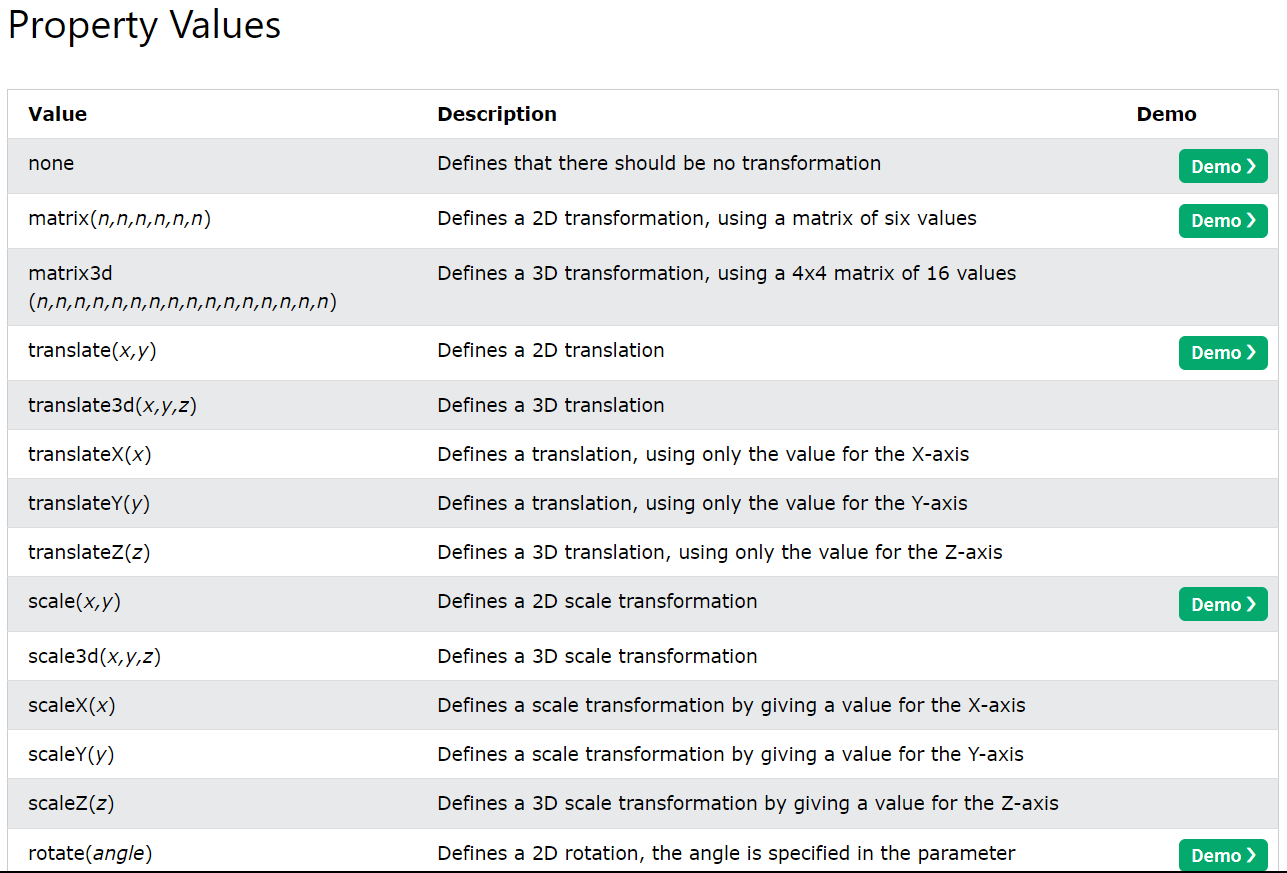 Property Values
Value Description Demo
none Defines that there should be no transformation Demo ❯
matrix(n,n,n,n,n,n) Defines a 2D transformation, using a matrix of six values Demo ❯
matrix3d Defines a 3D transformation, using a 4x4 matrix of 16 values
(n,n,n,n,n,n,n,n,n,n,n,n,n,n,n,n)
translate(x,y) Defines a 2D translation Demo ❯
translate3d(x,y,z) Defines a 3D translation
translateX(x) Defines a translation, using only the value for the X-axis
translateY(y) Defines a translation, using only the value for the Y-axis
translateZ(z) Defines a 3D translation, using only the value for the Z-axis
scale(x,y) Defines a 2D scale transformation Demo ❯
scale3d(x,y,z) Defines a 3D scale transformation
scaleX(x) Defines a scale transformation by giving a value for the X-axis
scaleY(y) Defines a scale transformation by giving a value for the Y-axis
scaleZ(z) Defines a 3D scale transformation by giving a value for the Z-axis
rotate(angle) Defines a 2D rotation, the angle is specified in the parameter Demo ❯